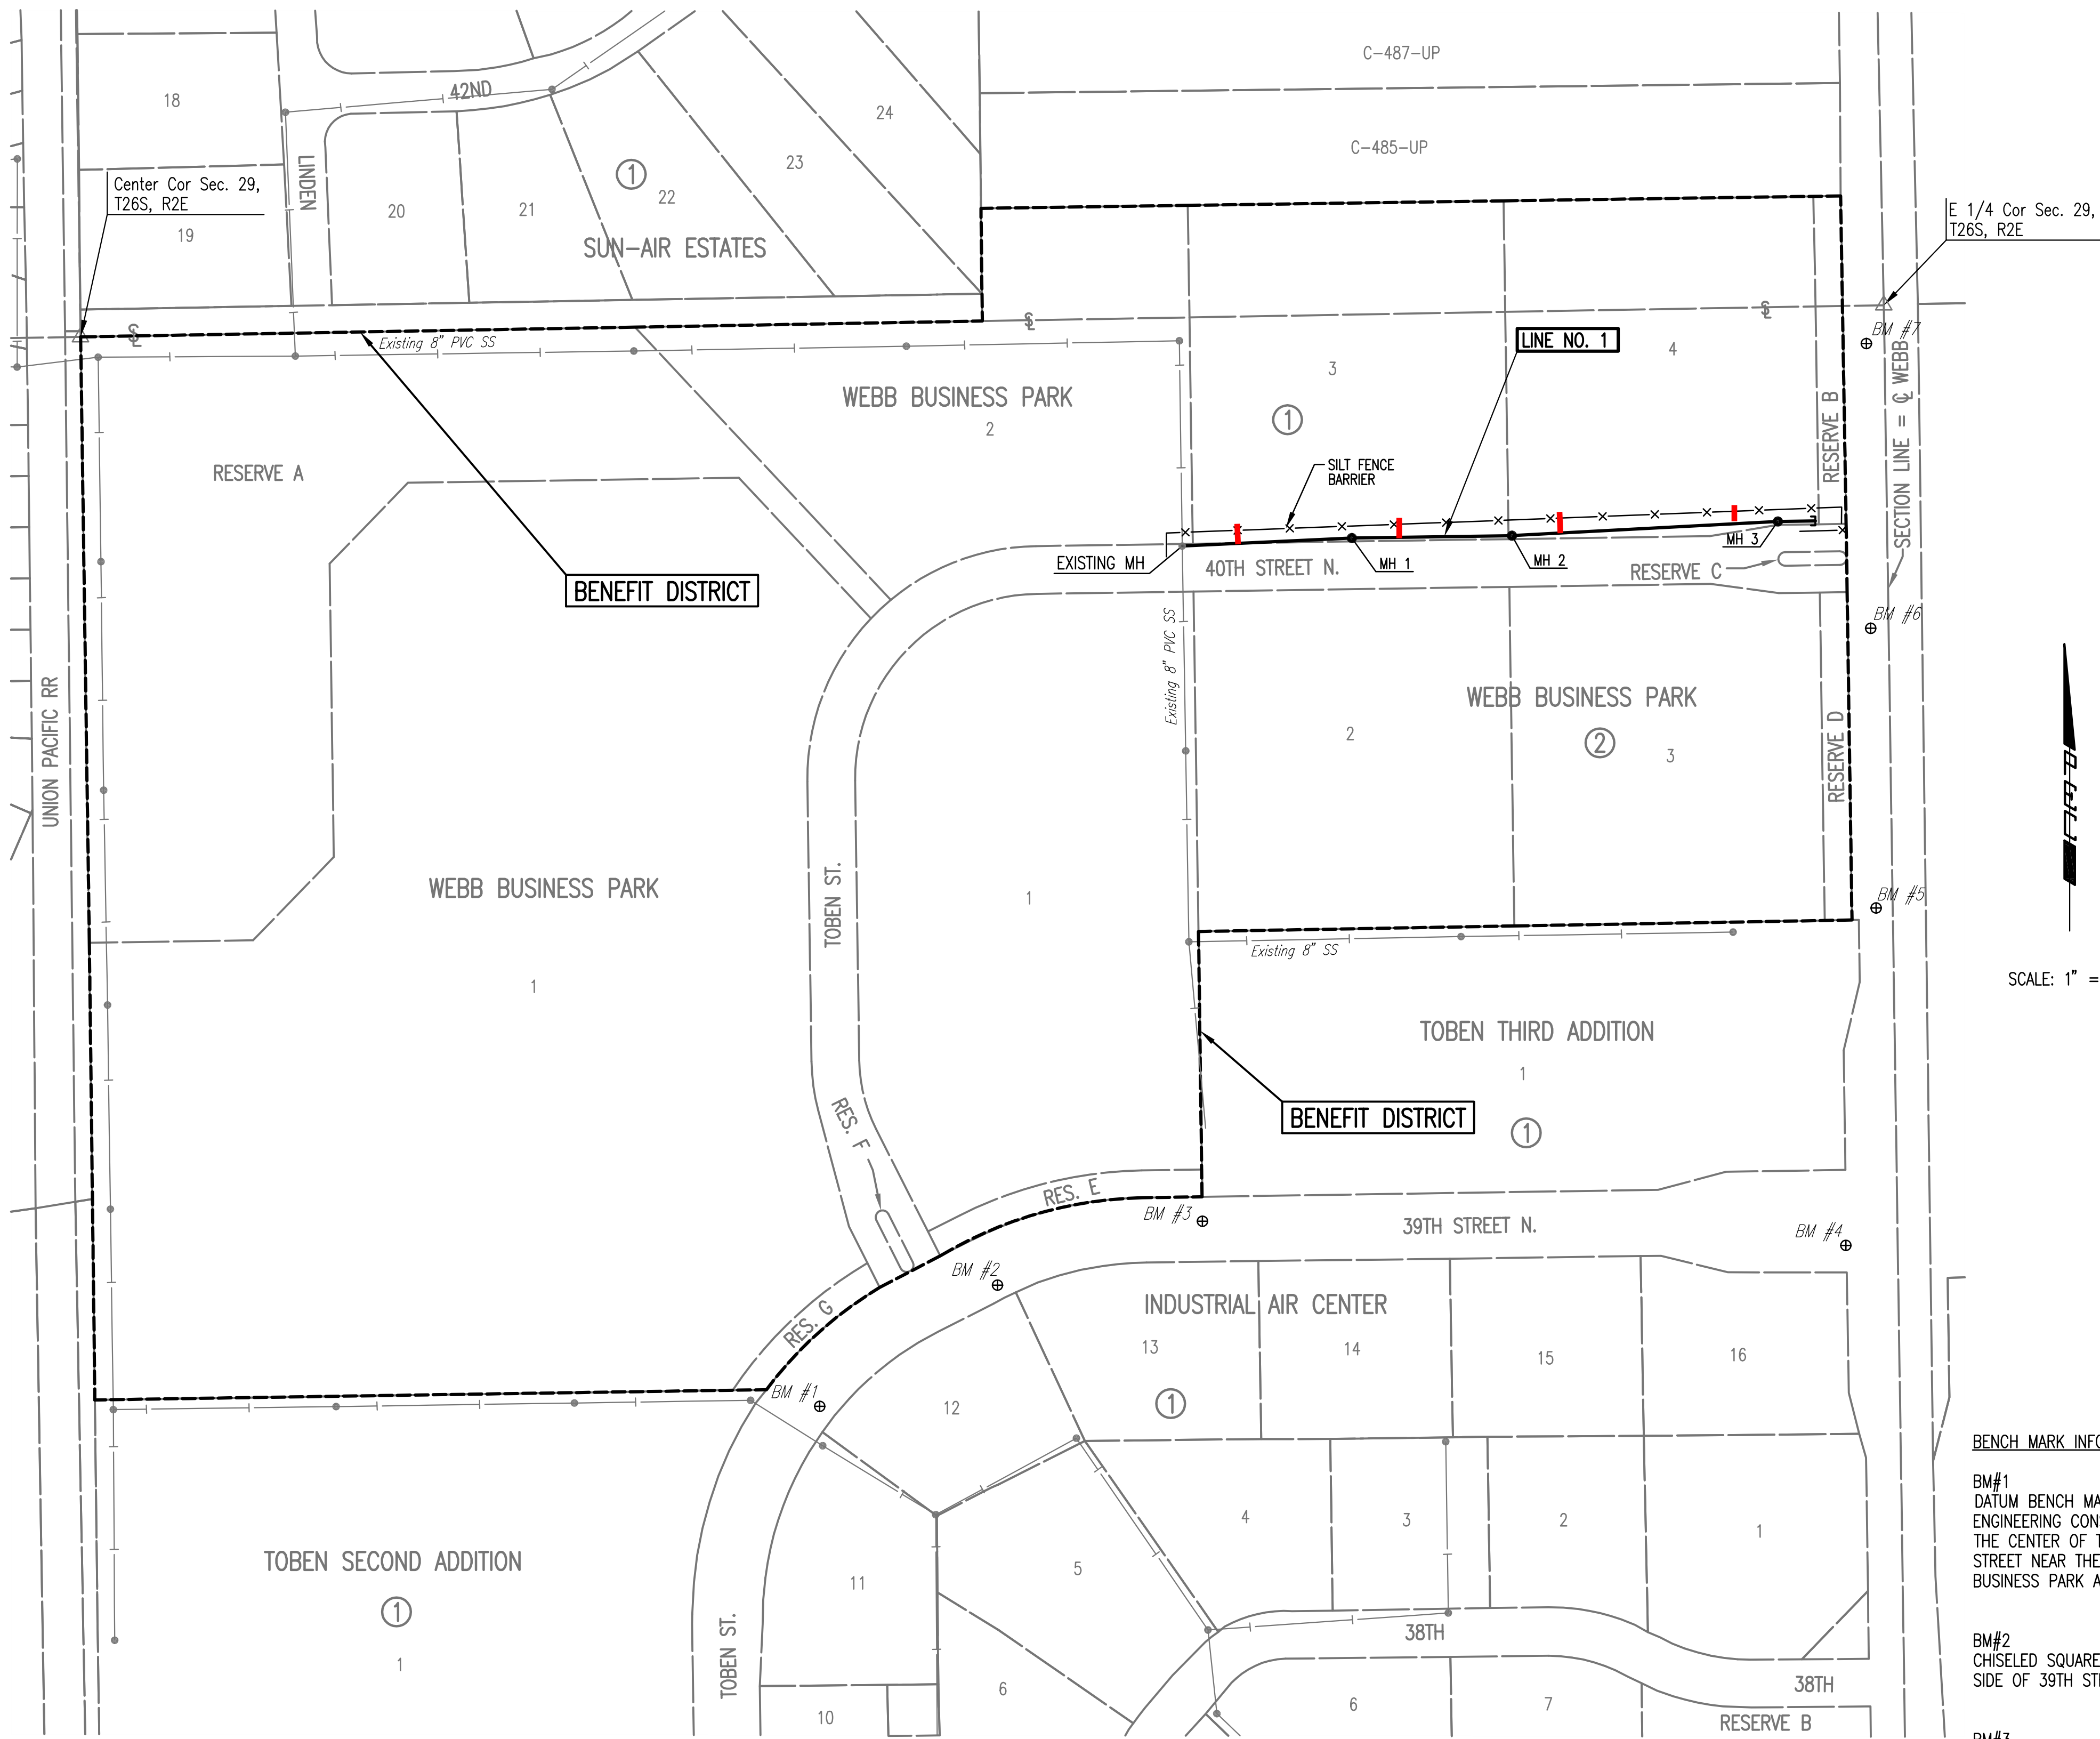 C-487-UP
18
42ND
24
C-485-UP
23
LINDEN
1
Center Cor Sec. 29,
T26S, R2E
22
20
21
E 1/4 Cor Sec. 29,
T26S, R2E
19
SUN-AIR ESTATES
BM #7
Existing 8" PVC SS
LINE NO. 1
4
3
WEBB BUSINESS PARK
2
1
RESERVE B
SECTION LINE = ℄ WEBB
RESERVE A
SILT FENCE
BARRIER
EXISTING MH
MH 1
MH 2
MH 3
40TH STREET N.
RESERVE C
BENEFIT DISTRICT
BM #6
Existing 8" PVC SS
WEBB BUSINESS PARK
2
2
3
RESERVE D
UNION PACIFIC RR
WEBB BUSINESS PARK
1
TOBEN ST.
1
BM #5
Existing 8" SS
SCALE: 1" =
TOBEN THIRD ADDITION
1
1
BENEFIT DISTRICT
RES. F
RES. E
BM #3
39TH STREET N.
BM #4
BM #2
RES. G
INDUSTRIAL AIR CENTER
13
14
15
16
BM #1
12
1
BENCH MARK INFO
BM#1
DATUM BENCH MA
ENGINEERING CON
THE CENTER OF T
STREET NEAR THE
BUSINESS PARK A
4
3
2
1
TOBEN SECOND ADDITION
1
1
11
5
TOBEN ST.
38TH
BM#2
CHISELED SQUARE
SIDE OF 39TH ST
38TH
6
6
7
10
RESERVE B
BM#3